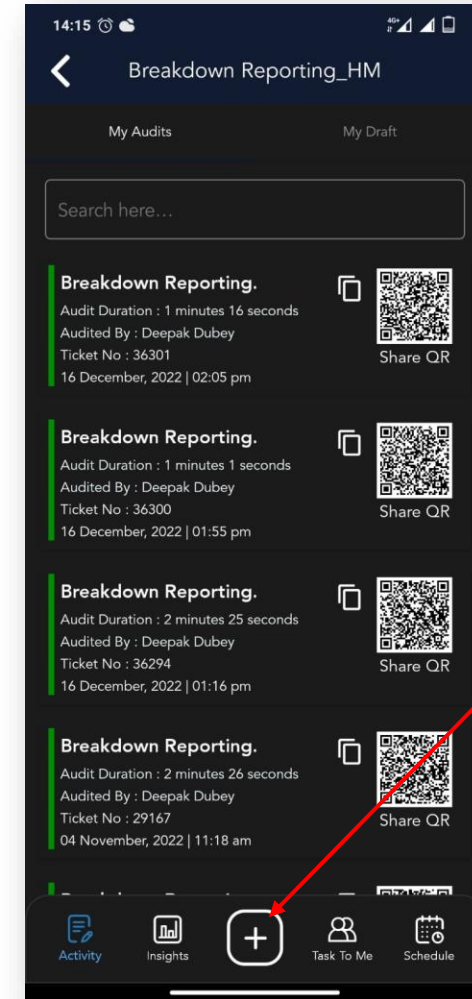 14:15
4G+
Breakdown Reporting_HM
My Audits
My Draft
Search here...
Breakdown Reporting.
Audit Duration : 1 minutes 16 seconds
Audited By : Deepak Dubey
Ticket No : 36301
16 December, 2022 | 02:05 pm
Share QR
Breakdown Reporting.
Audit Duration : 1 minutes 1 seconds
Audited By : Deepak Dubey
Ticket No : 36300
16 December, 2022 | 01:55 pm
Share QR
Breakdown Reporting.
Audit Duration : 2 minutes 25 seconds
Audited By : Deepak Dubey
Ticket No : 36294
16 December, 2022 | 01:16 pm
Share QR
Breakdown Reporting.
Audit Duration : 2 minutes 26 seconds
Audited By : Deepak Dubey
Ticket No : 29167
04 November, 2022 | 11:18 am
Share QR
Activity
Insights
Task To Me
Schedule